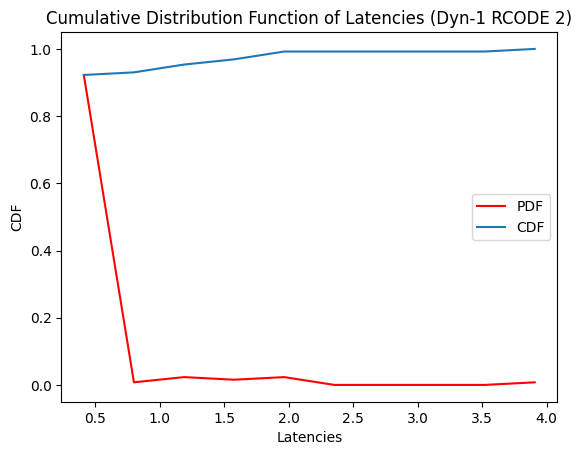 Cumulative Distribution Function of Latencies (Dyn-1 RCODE 2)
1.0
0.8
0.6
0.4
0.2
0.0
CDF
PDF
CDF
0.5 1.0 1.5 2.0 2.5 3.0 3.5 4.0
Latencies